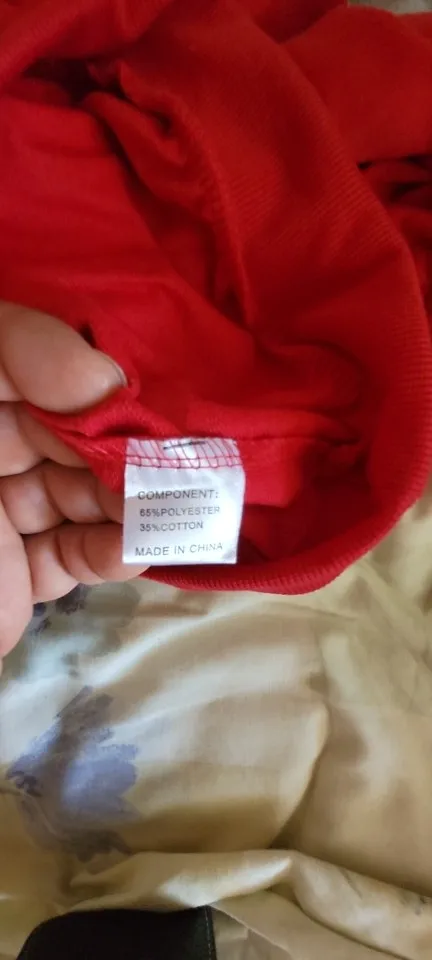 COMPONENT:
65%POLYESTER
35%COTTON
MADE IN CHINA